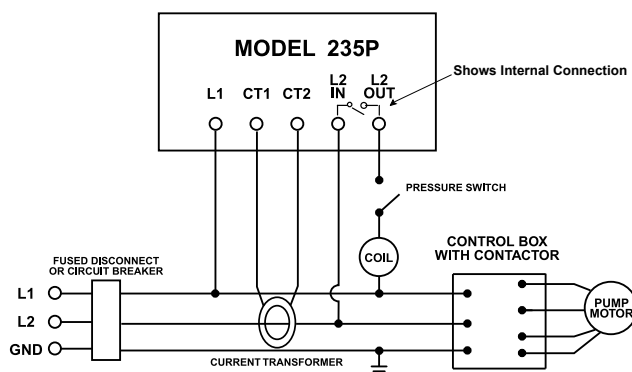 MODEL 235P
L1
CT1
CT2
L2
IN
L2
OUT
Shows Internal Connection
PRESSURE SWITCH
COIL
CONTROL BOX
WITH CONTACTOR
FUSED DISCONNECT
OR CIRCUIT BREAKER
L1
L2
GND
CURRENT TRANSFORMER
PUMP
MOTOR